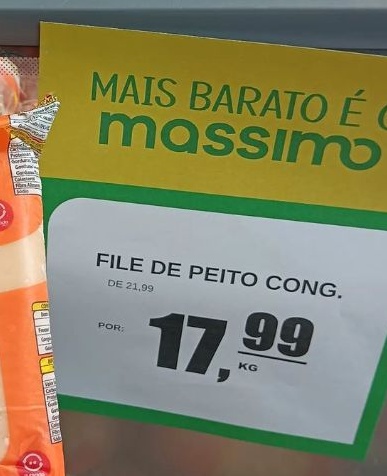 MAIS BARATO É
massimo
FILE DE PEITO CONG.
DE 21,99
POR:
17,99
KG